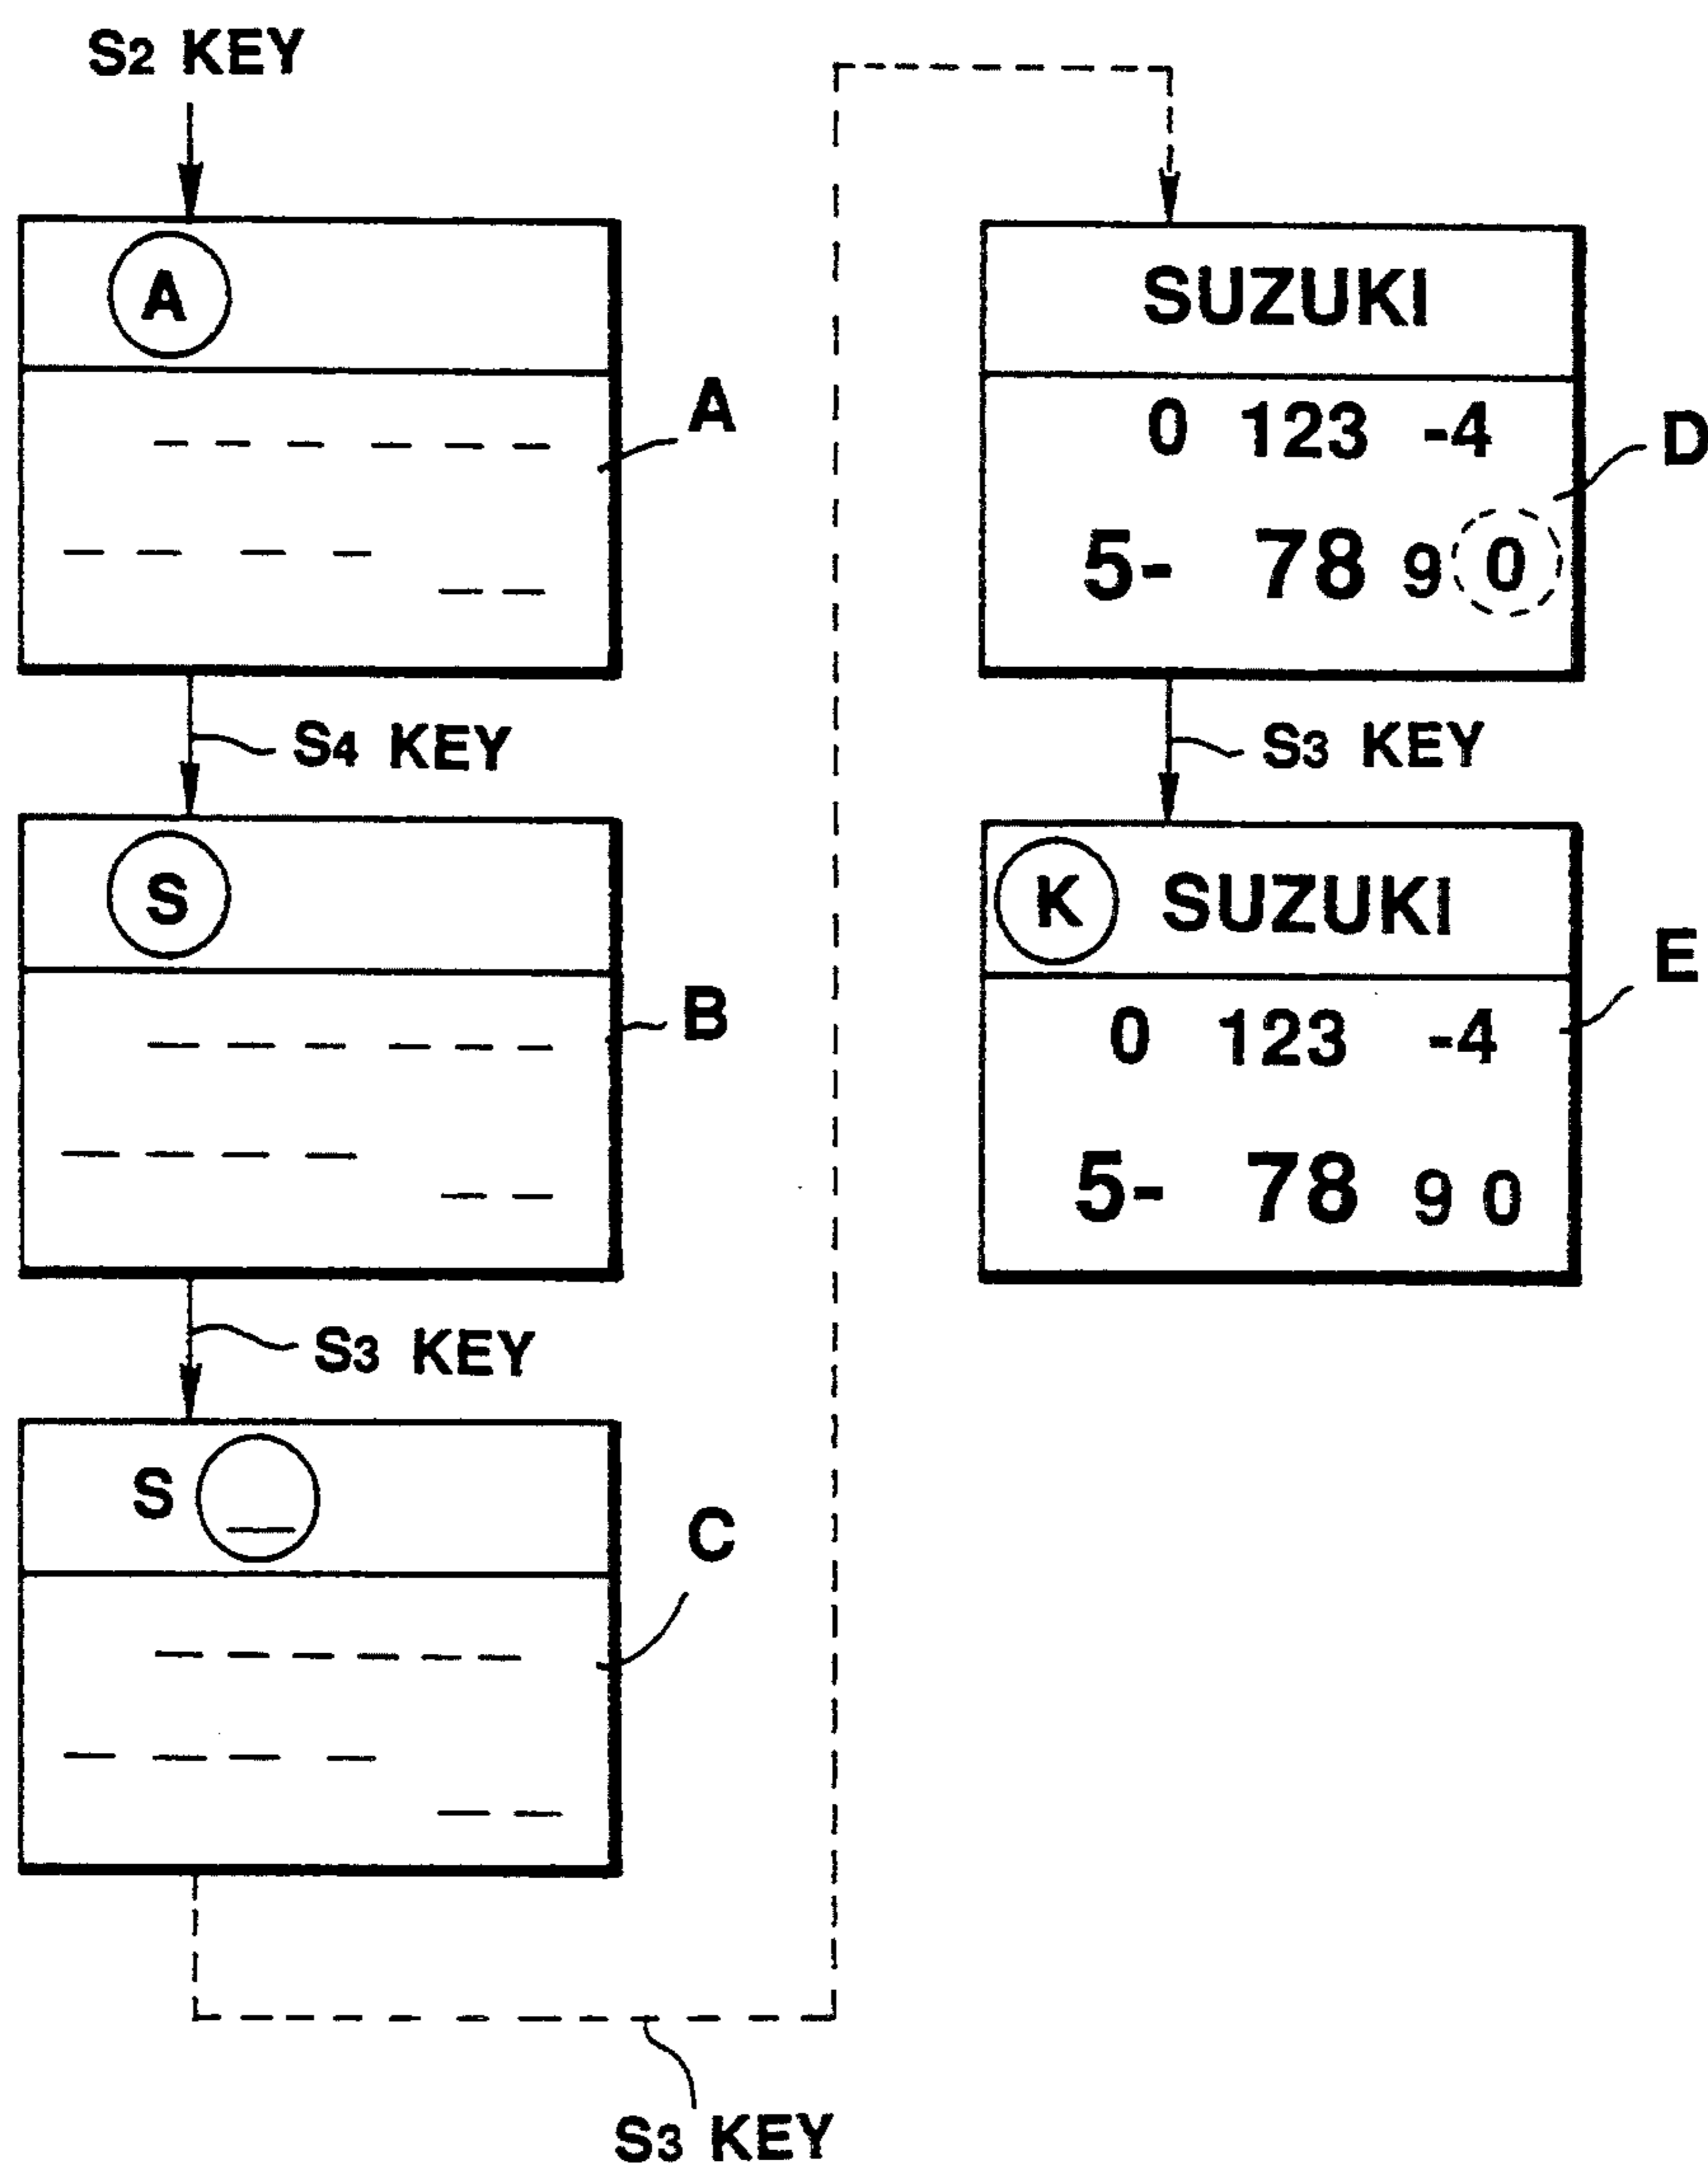 S2 KEY
A
A
S4 KEY
S
B
S3 KEY
S _
C
S3 KEY
SUZUKI
0 123 -4
5- 78 9 0
D
S3 KEY
K SUZUKI
0 123 -4
5- 78 9 0
E